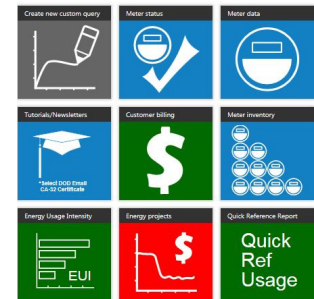 Create new custom query
Meter status
Meter data
Tutorials/Newsletters
*Select DOD Email
CA-32 Certificate
Customer billing
$
Meter inventory
Energy Usage Intensity
EUI
Energy projects
$
Quick Reference Report
Quick
Ref
Usage